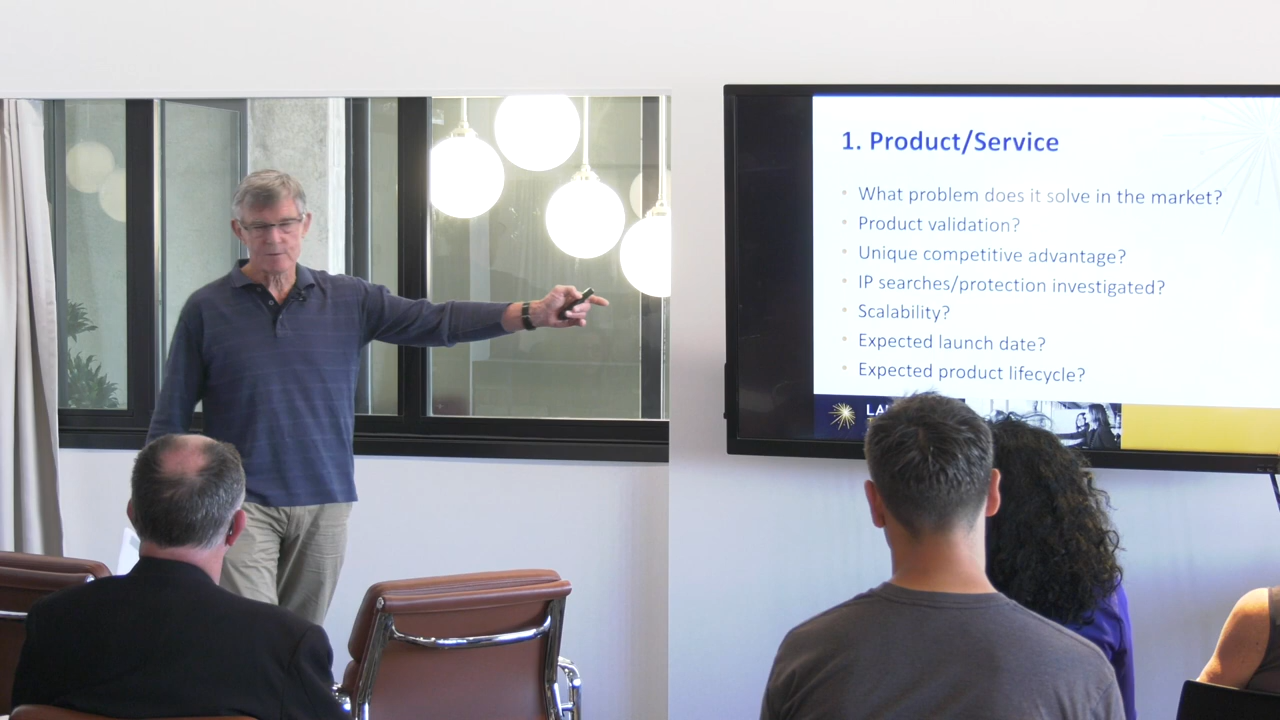 1. Product/Service
What problem does it solve in the market?
Product validation?
Unique competitive advantage?
IP searches/protection investigated?
Scalability?
Expected launch date?
Expected product lifecycle?